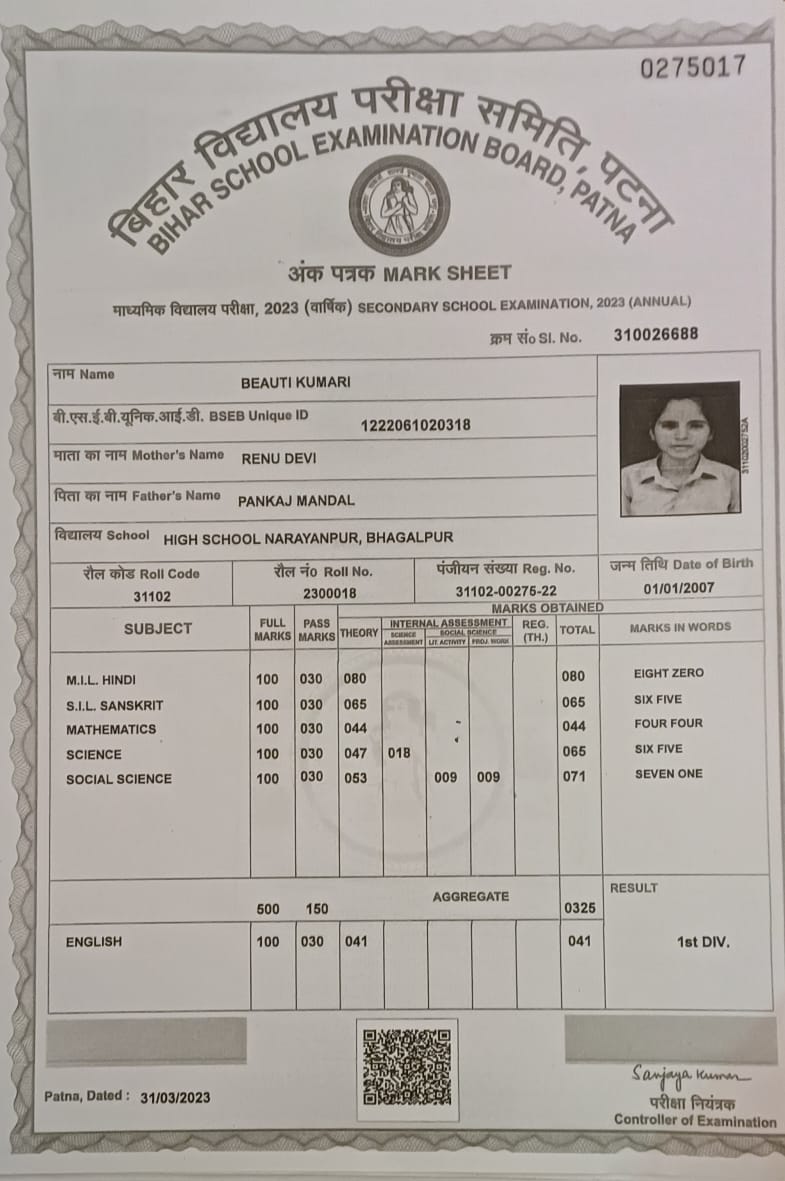 0275017
बिहार विद्यालय परीक्षा समिति, पटना
BIHAR SCHOOL EXAMINATION BOARD, PATNA
अंक पत्रक MARK SHEET
माध्यमिक विद्यालय परीक्षा, 2023 (वार्षिक) SECONDARY SCHOOL EXAMINATION, 2023 (ANNUAL)
क्रम सं० Sl. No. 310026688
नाम Name BEAUTI KUMARI
बी.एस.ई.बी.यूनिक.आई.डी. BSEB Unique ID 1222061020318
माता का नाम Mother's Name RENU DEVI
पिता का नाम Father's Name PANKAJ MANDAL
विद्यालय School HIGH SCHOOL NARAYANPUR, BHAGALPUR
रौल कोड Roll Code रौल नं० Roll No. पंजीयन संख्या Reg. No. जन्म तिथि Date of Birth
31102 2300018 31102-00275-22 01/01/2007
MARKS OBTAINED
SUBJECT FULL MARKS PASS MARKS THEORY INTERNAL ASSESSMENT SCIENCE ASSESSMENT SOCIAL SCIENCE LIT. ACTIVITY PROJ. WORK REG. (TH.) TOTAL MARKS IN WORDS
M.I.L. HINDI 100 030 080 080 EIGHT ZERO
S.I.L. SANSKRIT 100 030 065 065 SIX FIVE
MATHEMATICS 100 030 044 044 FOUR FOUR
SCIENCE 100 030 047 018 065 SIX FIVE
SOCIAL SCIENCE 100 030 053 009 009 071 SEVEN ONE
500 150 AGGREGATE 0325 RESULT
ENGLISH 100 030 041 041 1st DIV.
Sanjaya Kumar
Patna, Dated : 31/03/2023
परीक्षा नियंत्रक
Controller of Examination